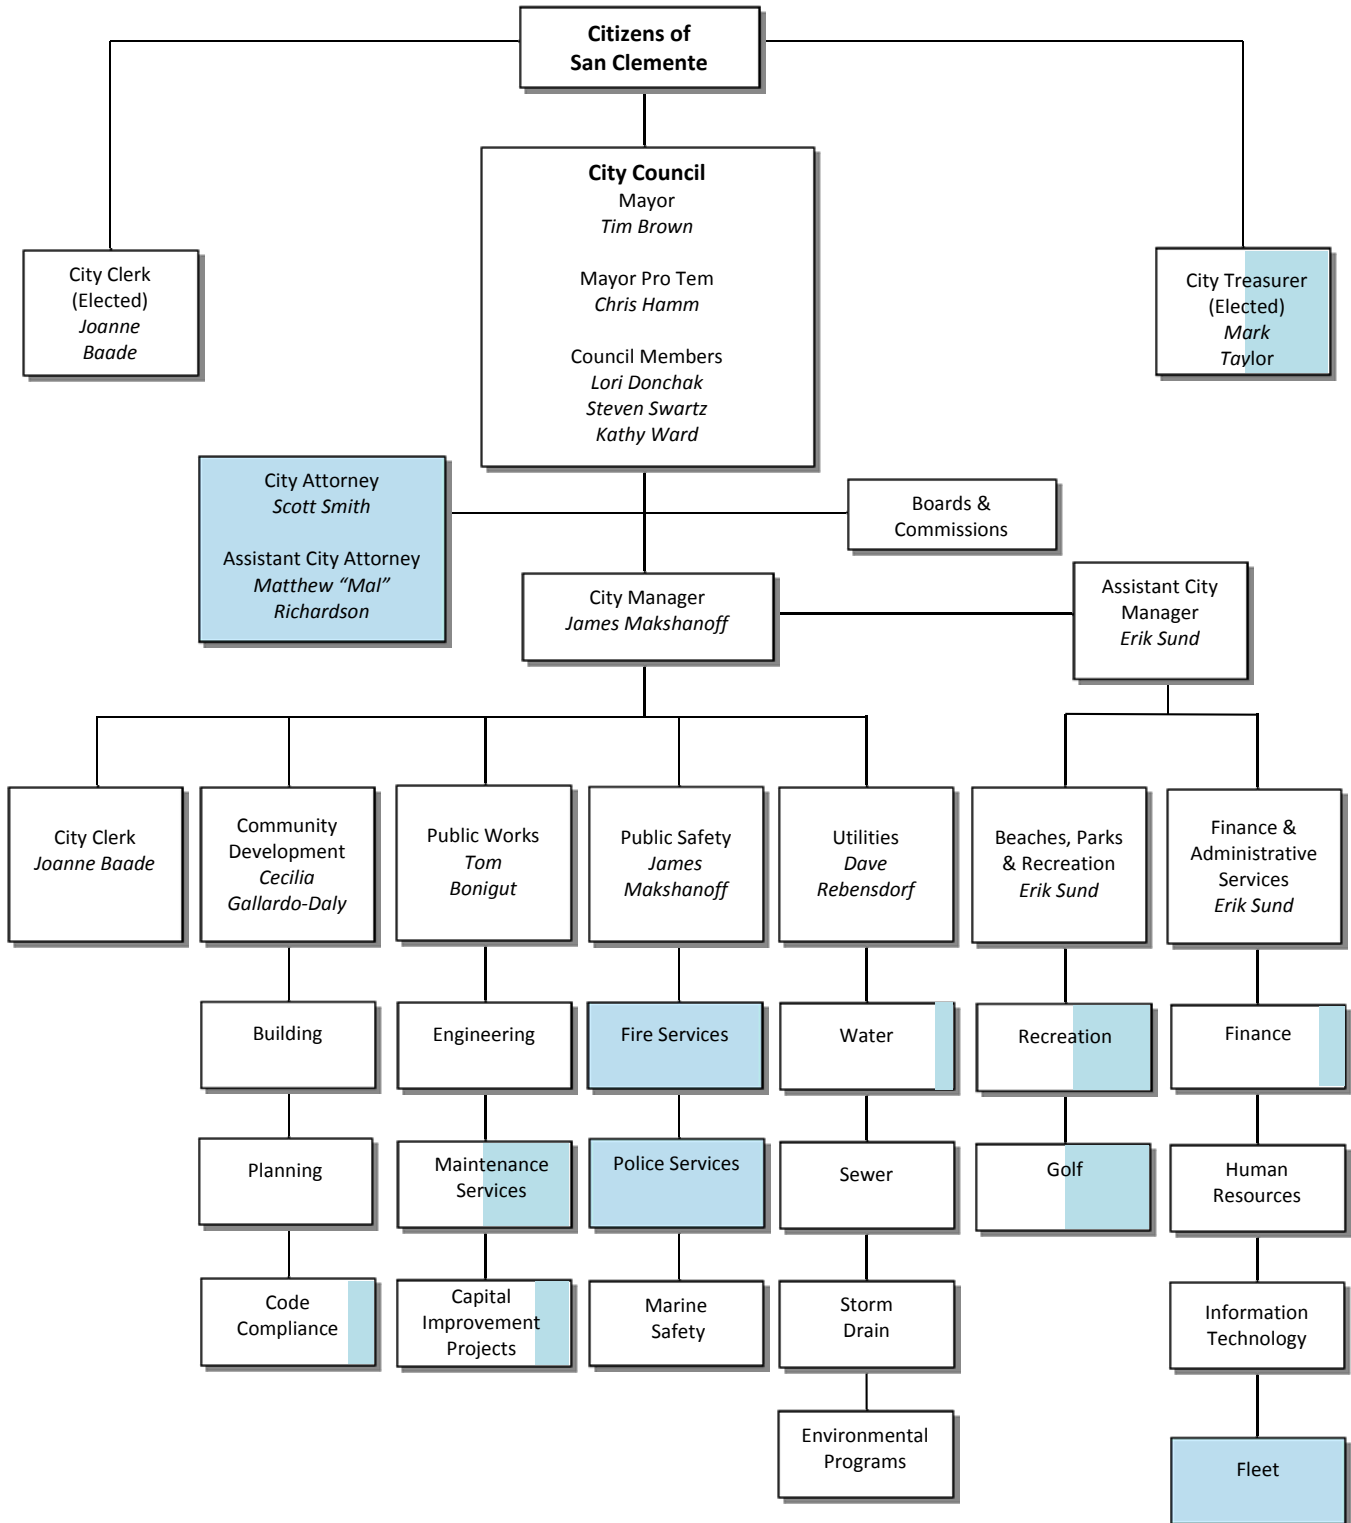 Citizens of
San Clemente
City Council
Mayor
Tim Brown
Mayor Pro Tem
Chris Hamm
Council Members
Lori Donchak
Steven Swartz
Kathy Ward
City Clerk
(Elected)
Joanne
Baade
City Treasurer
(Elected)
Mark
Taylor
City Attorney
Scott Smith
Assistant City Attorney
Matthew “Mal”
Richardson
Boards &
Commissions
City Manager
James Makshanoff
Assistant City
Manager
Erik Sund
City Clerk
Joanne Baade
Community
Development
Cecilia
Gallardo-Daly
Public Works
Tom
Bonigut
Public Safety
James
Makshanoff
Utilities
Dave
Rebensdorf
Beaches, Parks
& Recreation
Erik Sund
Finance &
Administrative
Services
Erik Sund
Building
Engineering
Fire Services
Water
Recreation
Finance
Planning
Maintenance
Services
Police Services
Sewer
Golf
Human
Resources
Code
Compliance
Capital
Improvement
Projects
Marine
Safety
Storm
Drain
Information
Technology
Environmental
Programs
Fleet